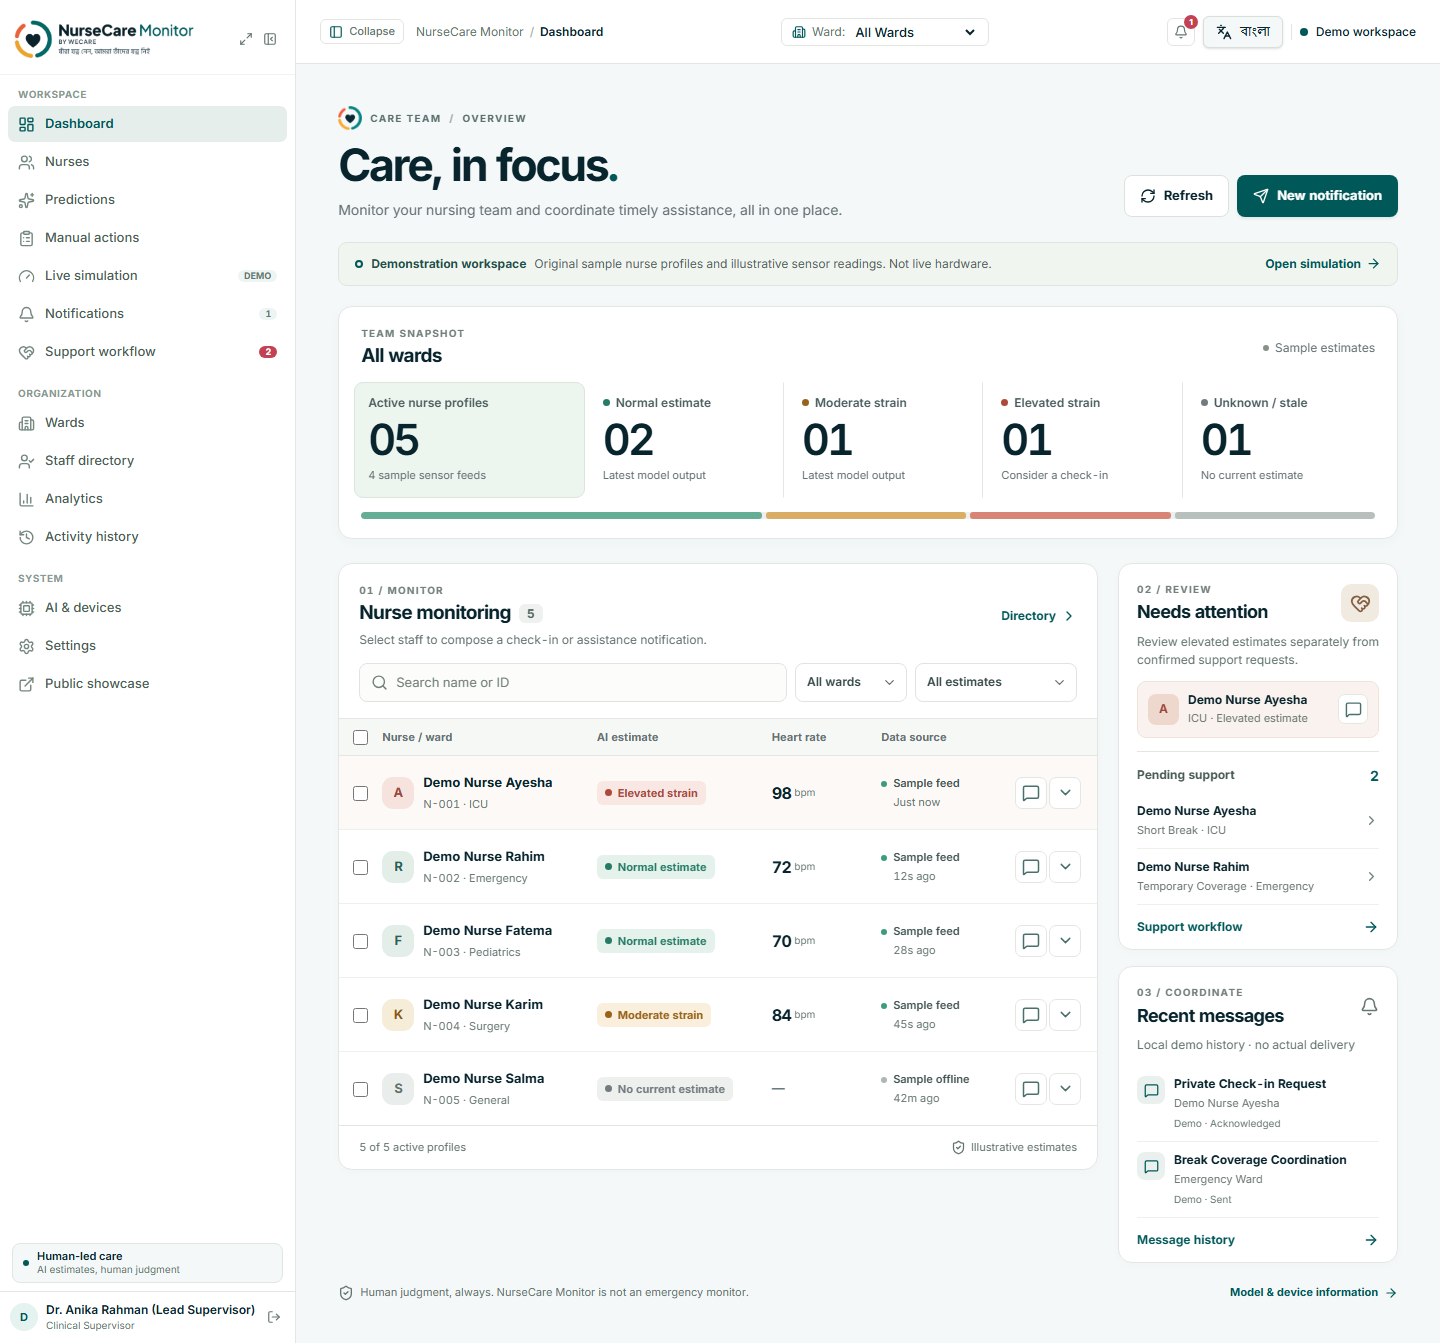 NurseCare Monitor
BY WECARE
যাঁরা যত্ন নেন, আমরা তাঁদের যত্ন নিই
WORKSPACE
Dashboard
Nurses
Predictions
Manual actions
Live simulation DEMO
Notifications 1
Support workflow 2
ORGANIZATION
Wards
Staff directory
Analytics
Activity history
SYSTEM
AI & devices
Settings
Public showcase
Human-led care
AI estimates, human judgment
D
Dr. Anika Rahman (Lead Supervisor)
Clinical Supervisor
Collapse NurseCare Monitor / Dashboard
Ward: All Wards
1
বাংলা
Demo workspace
CARE TEAM / OVERVIEW
Care, in focus.
Monitor your nursing team and coordinate timely assistance, all in one place.
Refresh
New notification
Demonstration workspace Original sample nurse profiles and illustrative sensor readings. Not live hardware.
Open simulation
TEAM SNAPSHOT
All wards
Sample estimates
Active nurse profiles
05
4 sample sensor feeds
Normal estimate
02
Latest model output
Moderate strain
01
Latest model output
Elevated strain
01
Consider a check-in
Unknown / stale
01
No current estimate
01 / MONITOR
Nurse monitoring 5
Directory
Select staff to compose a check-in or assistance notification.
Search name or ID
All wards
All estimates
Nurse / ward AI estimate Heart rate Data source
A
Demo Nurse Ayesha
N-001 · ICU
Elevated strain
98 bpm
Sample feed
Just now
R
Demo Nurse Rahim
N-002 · Emergency
Normal estimate
72 bpm
Sample feed
12s ago
F
Demo Nurse Fatema
N-003 · Pediatrics
Normal estimate
70 bpm
Sample feed
28s ago
K
Demo Nurse Karim
N-004 · Surgery
Moderate strain
84 bpm
Sample feed
45s ago
S
Demo Nurse Salma
N-005 · General
No current estimate
—
Sample offline
42m ago
5 of 5 active profiles
Illustrative estimates
02 / REVIEW
Needs attention
Review elevated estimates separately from
confirmed support requests.
A
Demo Nurse Ayesha
ICU · Elevated estimate
Pending support 2
Demo Nurse Ayesha
Short Break · ICU
Demo Nurse Rahim
Temporary Coverage · Emergency
Support workflow
03 / COORDINATE
Recent messages
Local demo history · no actual delivery
Private Check-in Request
Demo Nurse Ayesha
Demo · Acknowledged
Break Coverage Coordination
Emergency Ward
Demo · Sent
Message history
Human judgment, always. NurseCare Monitor is not an emergency monitor.
Model & device information